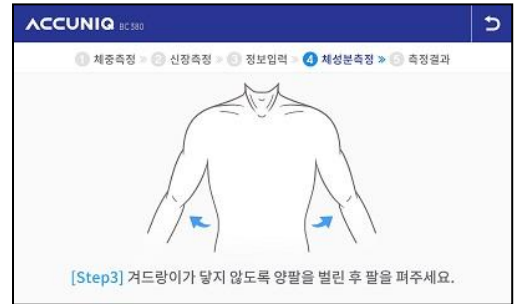 ACCUNIQ BC380
1 체중측정 » 2 신장측정 » 3 정보입력 » 4 체성분측정 » 5 측정결과
[Step3] 겨드랑이가 닿지 않도록 양팔을 벌린 후 팔을 펴주세요.